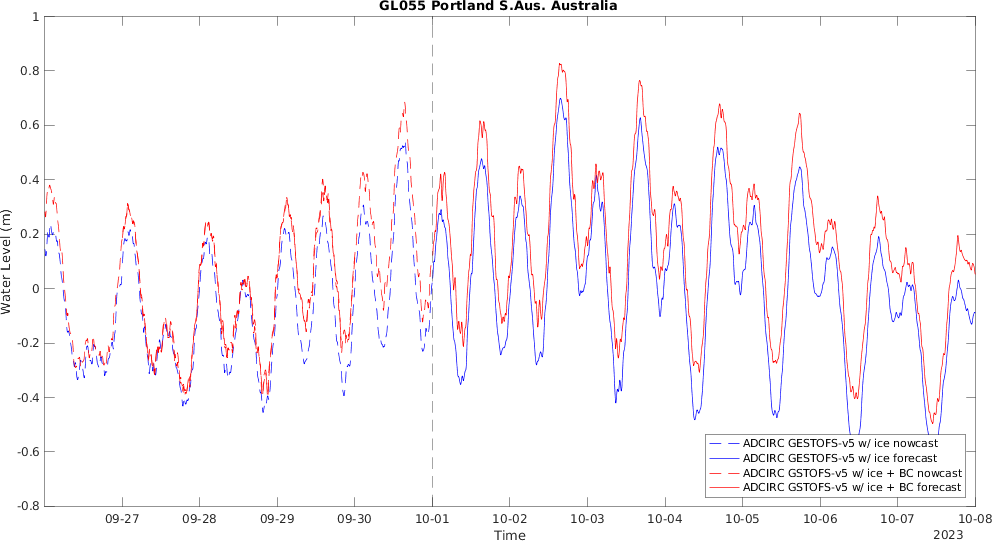 GL055 Portland S.Aus. Australia
1
0.8
0.6
0.4
0.2
0
-0.2
-0.4
-0.6
-0.8
Water Level (m)
ADCIRC GESTOFS-v5 w/ ice nowcast
ADCIRC GESTOFS-v5 w/ ice forecast
ADCIRC GSTOFS-v5 w/ ice + BC nowcast
ADCIRC GSTOFS-v5 w/ ice + BC forecast
09-27 09-28 09-29 09-30 10-01 10-02 10-03 10-04 10-05 10-06 10-07 10-08
Time
2023